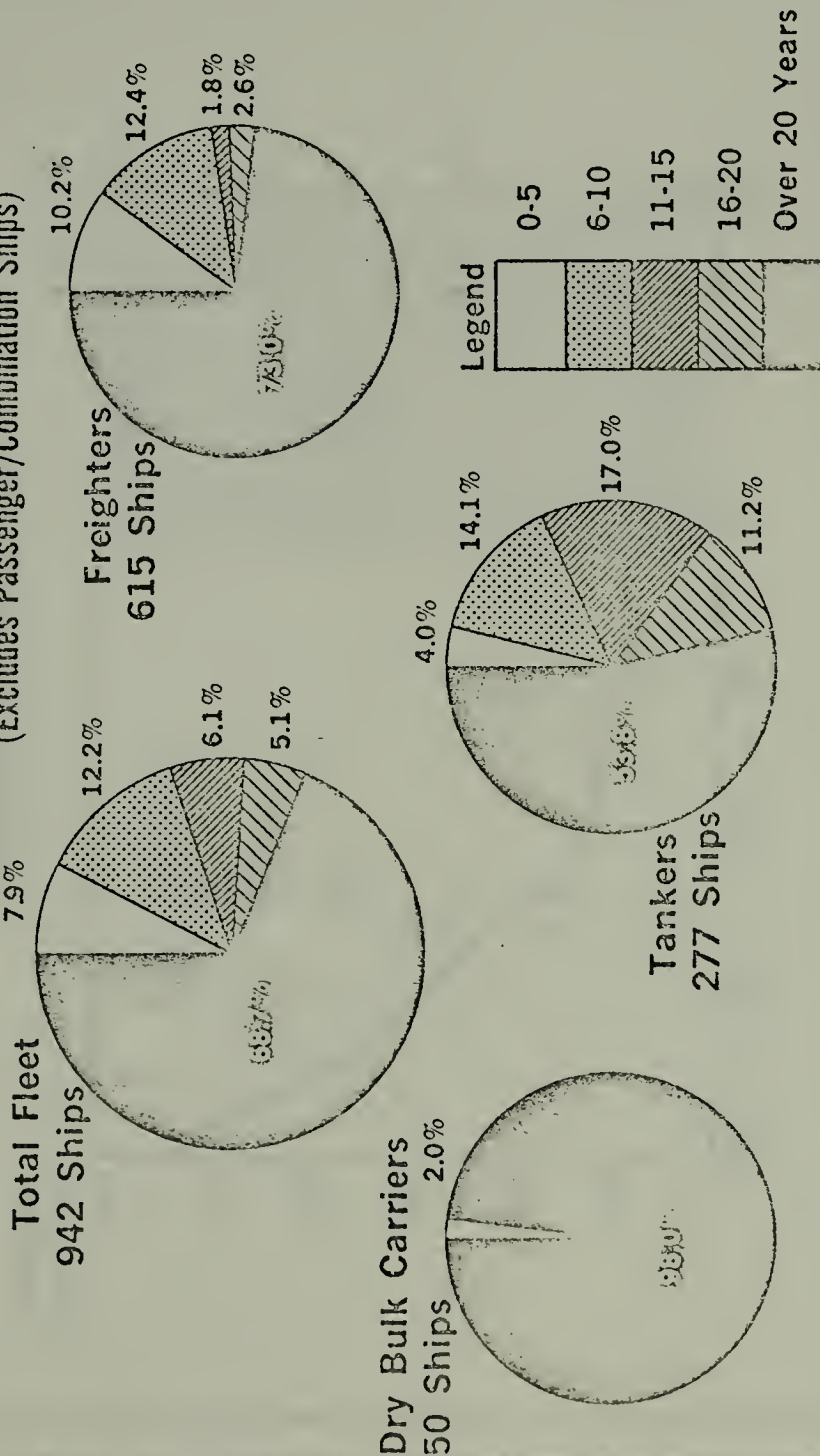 (Excludes Passenger/Combination Ships)
Total Fleet
942 Ships
7.9%
12.2%
6.1%
5.1%
Freighters
615 Ships
10.2%
12.4%
1.8%
2.6%
Dry Bulk Carriers
50 Ships
2.0%
Tankers
277 Ships
4.0%
14.1%
17.0%
11.2%
Legend
0-5
6-10
11-15
16-20
Over 20 Years